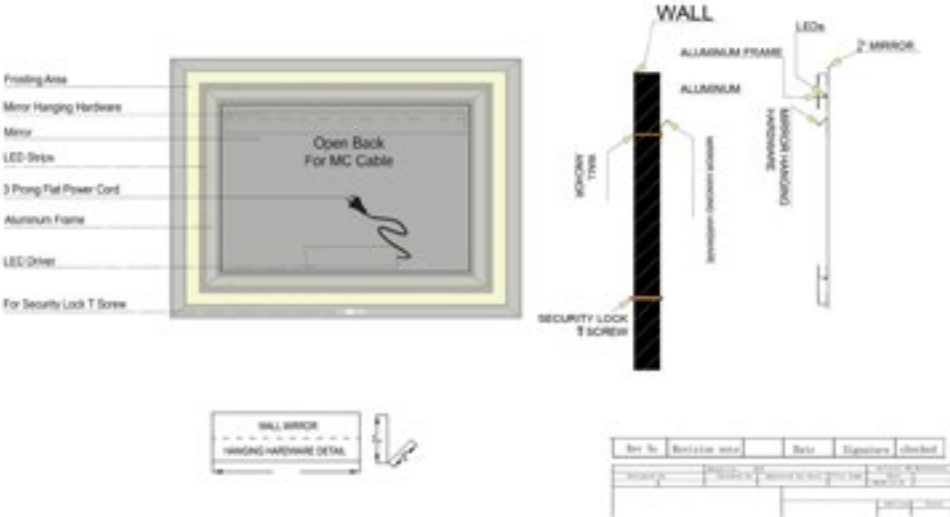 Frosting Area
Mirror Hanging Hardware
Mirror
LED Strips
3 Prong Flat Power Cord
Aluminum Frame
LED Driver
For Security Lock T Screw
Open Back
For MC Cable
WALL
LEDs
ALUMINUM FRAME
2" MIRROR
ALUMINUM
MIRROR HANGING
HARDWARE
WALL
ANCHOR
MIRROR HANGING HARDWARE
SECURITY LOCK
T SCREW
WALL MIRROR
HANGING HARDWARE DETAIL
Rev No
Revision note
Date
Signature
checked